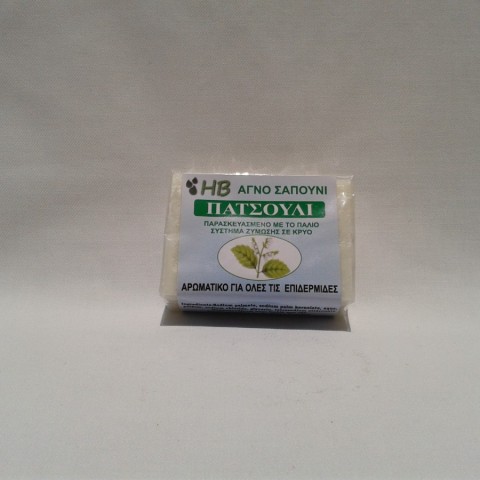 HB ΑΓΝΟ ΣΑΠΟΥΝΙ
ΠΑΤΣΟΥΛΙ
ΠΑΡΑΣΚΕΥΑΣΜΕΝΟ ΜΕ ΤΟ ΠΑΛΙΟ
ΣΥΣΤΗΜΑ ΖΥΜΩΣΗΣ ΣΕ ΚΡΥΟ
ΑΡΩΜΑΤΙΚΟ ΓΙΑ ΟΛΕΣ ΤΙΣ ΕΠΙΔΕΡΜΙΔΕΣ